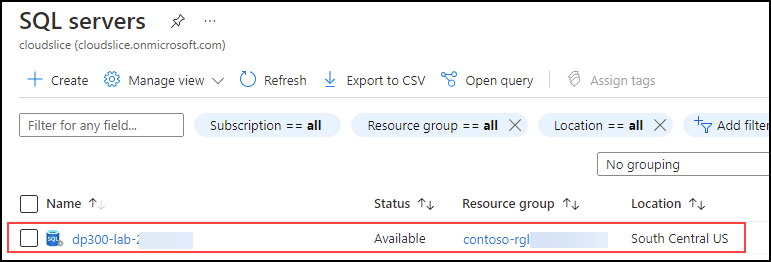 SQL servers
cloudslice (cloudslice.onmicrosoft.com)
Create Manage view Refresh Export to CSV Open query Assign tags
Filter for any field... Subscription == all Resource group == all Location == all Add filter
No grouping
Name Status Resource group Location
SQL dp300-lab- Available contoso-rgl South Central US